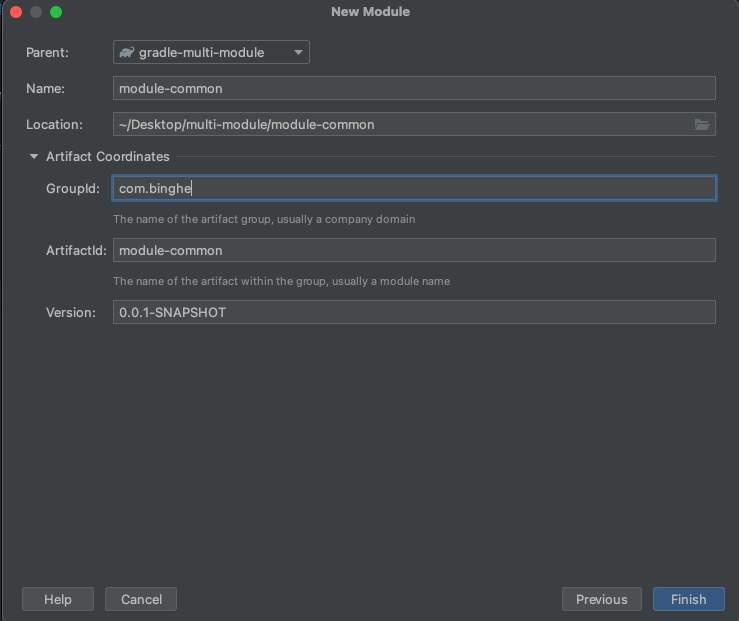 New Module
Parent: gradle-multi-module
Name: module-common
Location: ~/Desktop/multi-module/module-common
Artifact Coordinates
GroupId: com.binghe
The name of the artifact group, usually a company domain
ArtifactId: module-common
The name of the artifact within the group, usually a module name
Version: 0.0.1-SNAPSHOT
Help Cancel Previous Finish